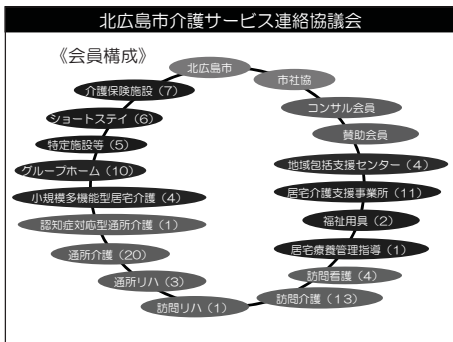 北広島市介護サービス連絡協議会
《会員構成》
北広島市
市社協
コンサル会員
賛助会員
地域包括支援センター（4）
居宅介護支援事業所（11）
福祉用具（2）
居宅療養管理指導（1）
訪問看護（4）
訪問介護（13）
訪問リハ（1）
通所リハ（3）
通所介護（20）
認知症対応型通所介護（1）
小規模多機能型居宅介護（4）
グループホーム（10）
特定施設等（5）
ショートステイ（6）
介護保険施設（7）